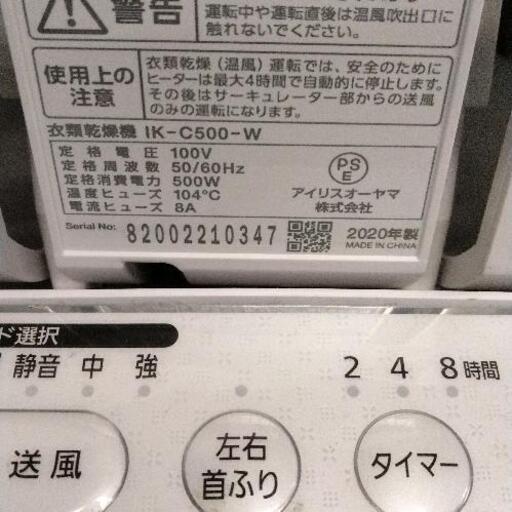 警告
運転中や運転直後は温風吹出口に
触れないでください。
使用上の
注意
衣類乾燥（温風）運転では、安全のために
ヒーターは最大4時間で自動的に停止します。
その後はサーキュレーター部からの送風
のみの運転になります。
衣類乾燥機 IK-C500-W
定格電圧 100V
定格周波数 50/60Hz
定格消費電力 500W
温度ヒューズ 104℃
電流ヒューズ 8A
PS
E
アイリスオーヤマ
株式会社
Serial No: 82002210347
2020年製
MADE IN CHINA
ド選択
静音 中 強
2 4 8時間
送風
左右
首ふり
タイマー